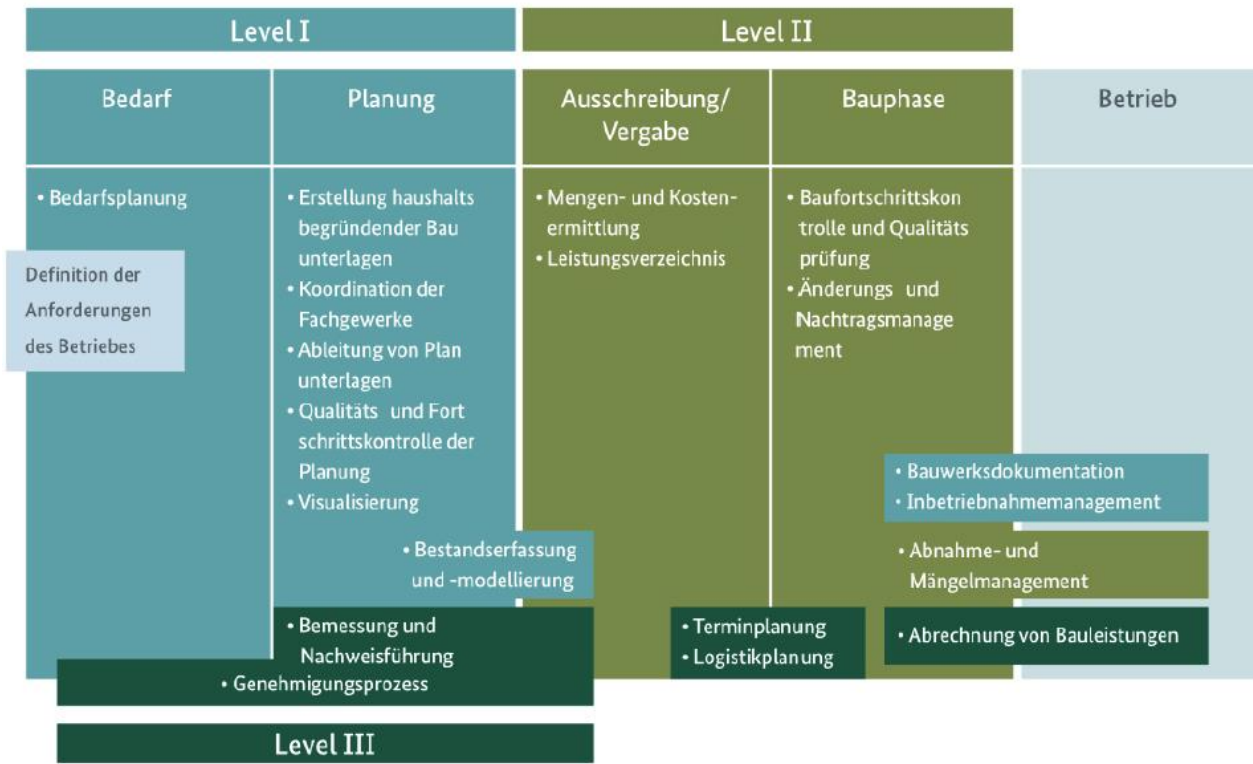 Level I
Level II
Bedarf
Planung
Ausschreibung/
Vergabe
Bauphase
Betrieb
• Bedarfsplanung
Definition der
Anforderungen
des Betriebes
• Erstellung haushalts
begründender Bau
unterlagen
• Koordination der
Fachgewerke
• Ableitung von Plan
unterlagen
• Qualitäts und Fort
schrittskontrolle der
Planung
• Visualisierung
• Bestandserfassung
und -modellierung
• Bemessung und
Nachweisführung
• Genehmigungsprozess
• Mengen- und Kosten-
ermittlung
• Leistungsverzeichnis
• Terminplanung
• Logistikplanung
• Baufortschrittskon
trolle und Qualitäts
prüfung
• Änderungs und
Nachtragsmanage
ment
• Bauwerksdokumentation
• Inbetriebnahmemanagement
• Abnahme- und
Mängelmanagement
• Abrechnung von Bauleistungen
Level III